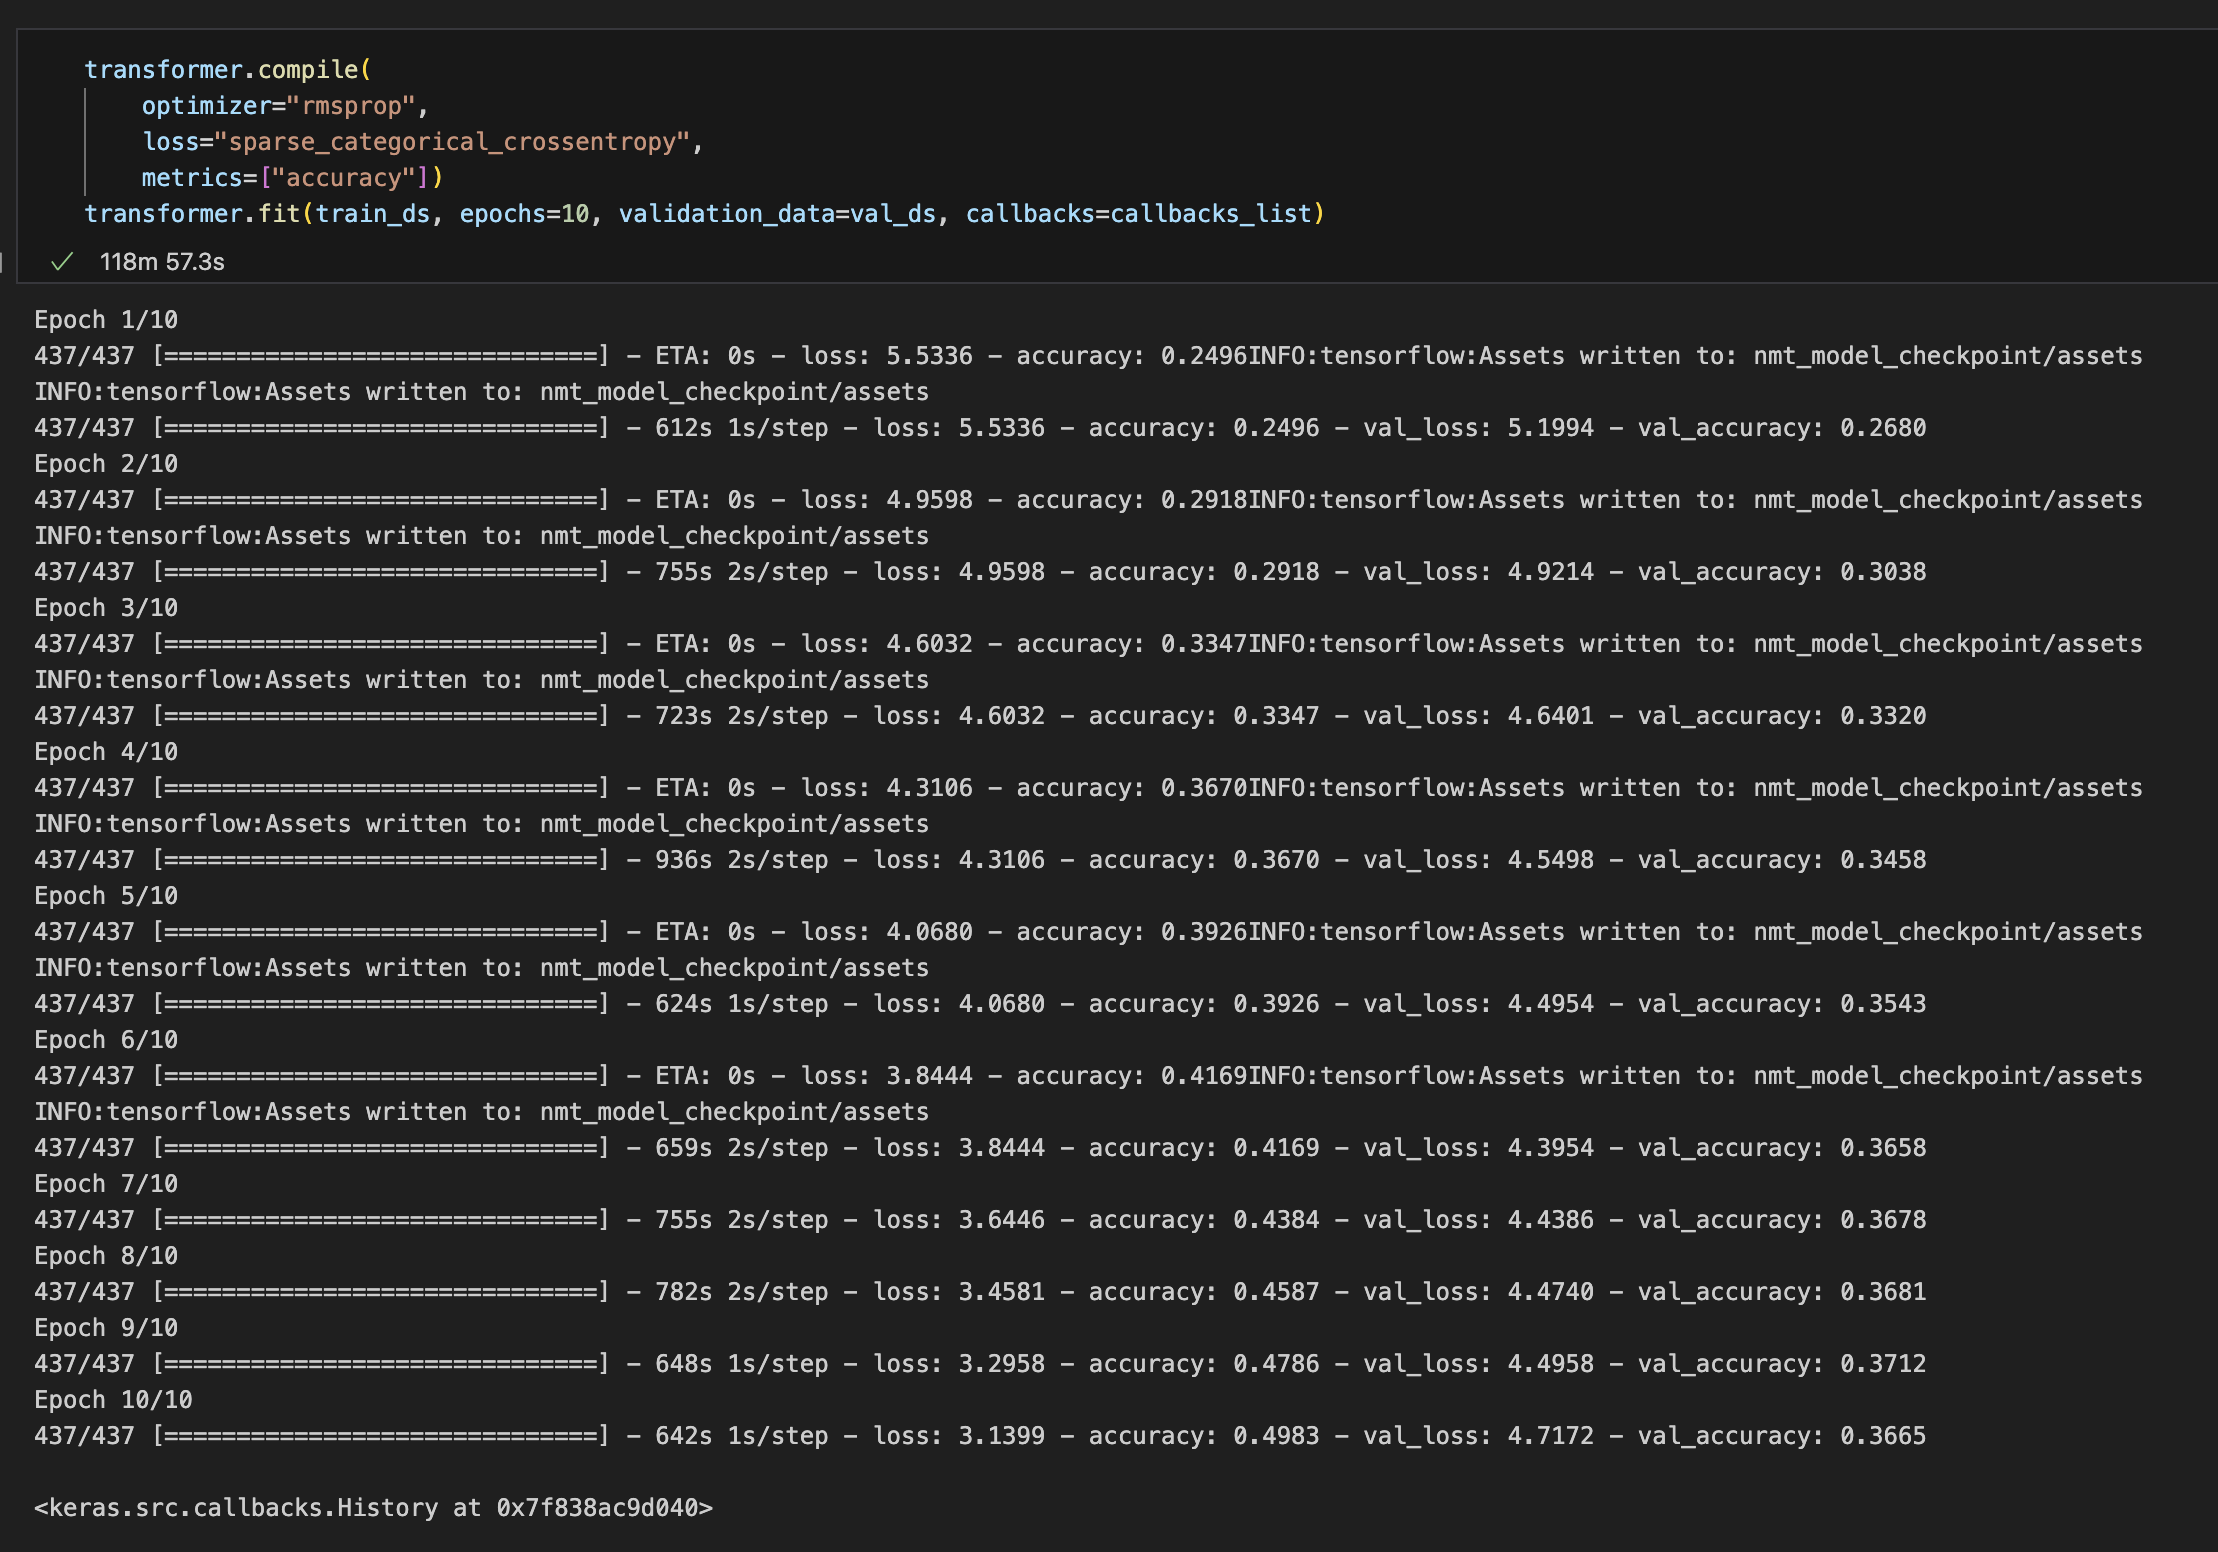 transformer.compile(
    optimizer="rmsprop",
    loss="sparse_categorical_crossentropy",
    metrics=["accuracy"])
transformer.fit(train_ds, epochs=10, validation_data=val_ds, callbacks=callbacks_list)
✓ 118m 57.3s
Epoch 1/10
437/437 [==============================] - ETA: 0s - loss: 5.5336 - accuracy: 0.2496INFO:tensorflow:Assets written to: nmt_model_checkpoint/assets
INFO:tensorflow:Assets written to: nmt_model_checkpoint/assets
437/437 [==============================] - 612s 1s/step - loss: 5.5336 - accuracy: 0.2496 - val_loss: 5.1994 - val_accuracy: 0.2680
Epoch 2/10
437/437 [==============================] - ETA: 0s - loss: 4.9598 - accuracy: 0.2918INFO:tensorflow:Assets written to: nmt_model_checkpoint/assets
INFO:tensorflow:Assets written to: nmt_model_checkpoint/assets
437/437 [==============================] - 755s 2s/step - loss: 4.9598 - accuracy: 0.2918 - val_loss: 4.9214 - val_accuracy: 0.3038
Epoch 3/10
437/437 [==============================] - ETA: 0s - loss: 4.6032 - accuracy: 0.3347INFO:tensorflow:Assets written to: nmt_model_checkpoint/assets
INFO:tensorflow:Assets written to: nmt_model_checkpoint/assets
437/437 [==============================] - 723s 2s/step - loss: 4.6032 - accuracy: 0.3347 - val_loss: 4.6401 - val_accuracy: 0.3320
Epoch 4/10
437/437 [==============================] - ETA: 0s - loss: 4.3106 - accuracy: 0.3670INFO:tensorflow:Assets written to: nmt_model_checkpoint/assets
INFO:tensorflow:Assets written to: nmt_model_checkpoint/assets
437/437 [==============================] - 936s 2s/step - loss: 4.3106 - accuracy: 0.3670 - val_loss: 4.5498 - val_accuracy: 0.3458
Epoch 5/10
437/437 [==============================] - ETA: 0s - loss: 4.0680 - accuracy: 0.3926INFO:tensorflow:Assets written to: nmt_model_checkpoint/assets
INFO:tensorflow:Assets written to: nmt_model_checkpoint/assets
437/437 [==============================] - 624s 1s/step - loss: 4.0680 - accuracy: 0.3926 - val_loss: 4.4954 - val_accuracy: 0.3543
Epoch 6/10
437/437 [==============================] - ETA: 0s - loss: 3.8444 - accuracy: 0.4169INFO:tensorflow:Assets written to: nmt_model_checkpoint/assets
INFO:tensorflow:Assets written to: nmt_model_checkpoint/assets
437/437 [==============================] - 659s 2s/step - loss: 3.8444 - accuracy: 0.4169 - val_loss: 4.3954 - val_accuracy: 0.3658
Epoch 7/10
437/437 [==============================] - 755s 2s/step - loss: 3.6446 - accuracy: 0.4384 - val_loss: 4.4386 - val_accuracy: 0.3678
Epoch 8/10
437/437 [==============================] - 782s 2s/step - loss: 3.4581 - accuracy: 0.4587 - val_loss: 4.4740 - val_accuracy: 0.3681
Epoch 9/10
437/437 [==============================] - 648s 1s/step - loss: 3.2958 - accuracy: 0.4786 - val_loss: 4.4958 - val_accuracy: 0.3712
Epoch 10/10
437/437 [==============================] - 642s 1s/step - loss: 3.1399 - accuracy: 0.4983 - val_loss: 4.7172 - val_accuracy: 0.3665
<keras.src.callbacks.History at 0x7f838ac9d040>